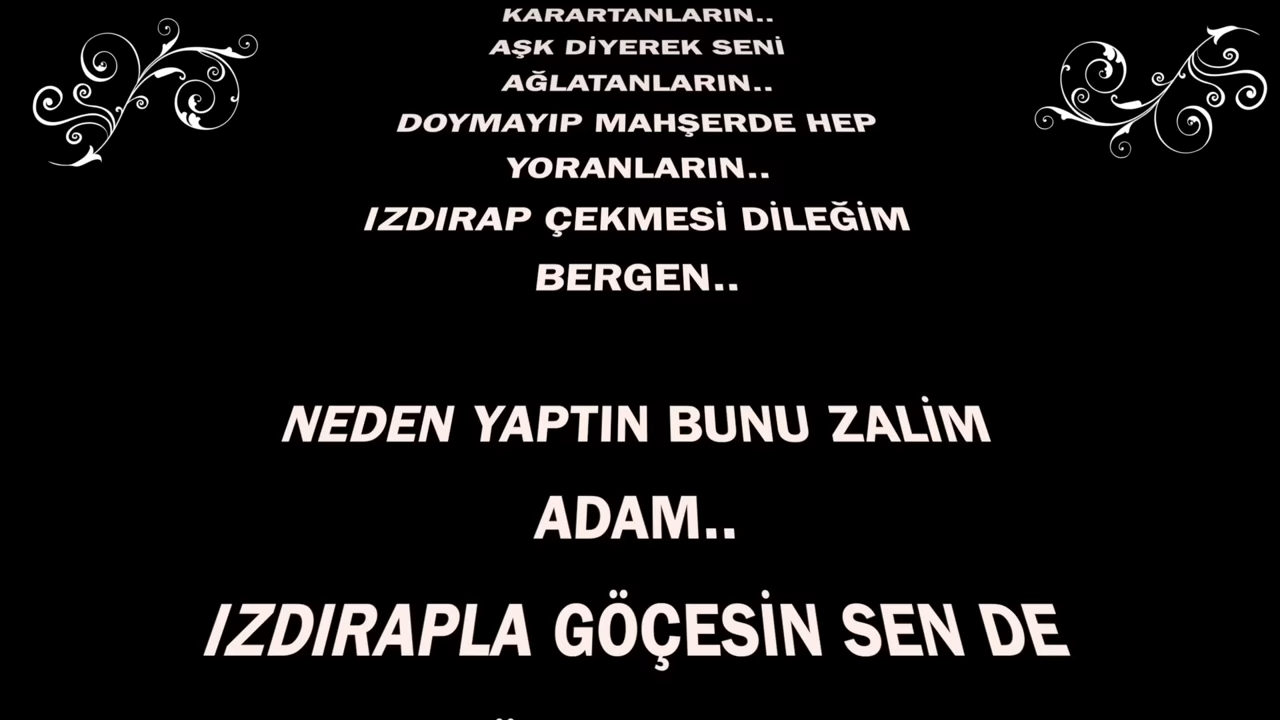 KARARTANLARIN..
AŞK DİYEREK SENİ
AĞLATANLARIN..
DOYMAYIP MAHŞERDE HEP
YORANLARIN..
IZDIRAP ÇEKMESİ DİLEĞİM
BERGEN..
NEDEN YAPTIN BUNU ZALİM
ADAM..
IZDIRAPLA GÖÇESİN SEN DE